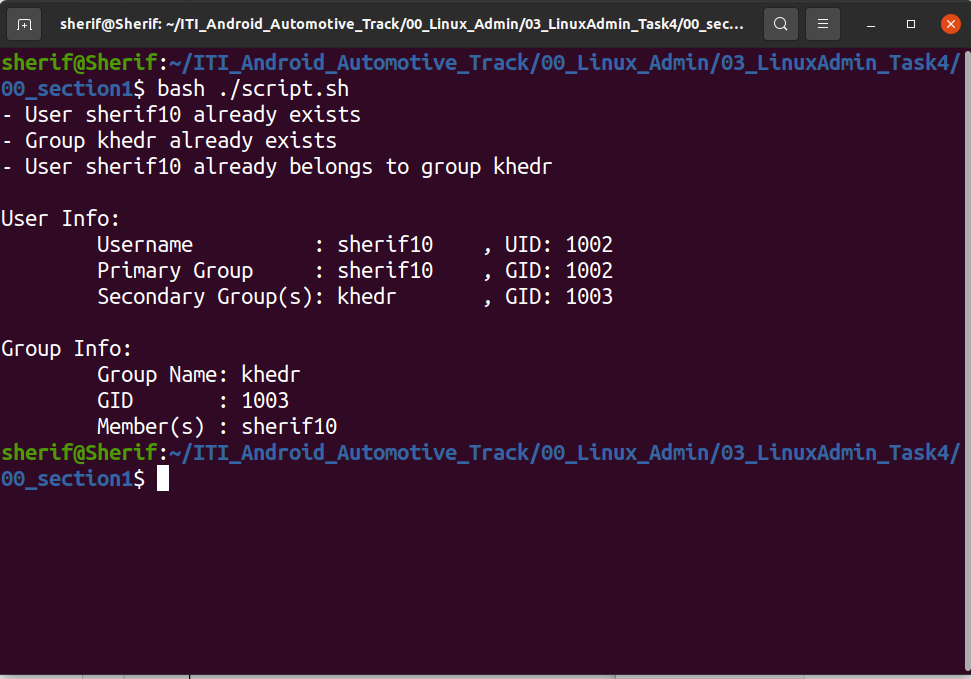 sherif@Sherif: ~/ITI_Android_Automotive_Track/00_Linux_Admin/03_LinuxAdmin_Task4/00_sec...
sherif@Sherif:~/ITI_Android_Automotive_Track/00_Linux_Admin/03_LinuxAdmin_Task4/
00_section1$ bash ./script.sh
- User sherif10 already exists
- Group khedr already exists
- User sherif10 already belongs to group khedr
User Info:
Username : sherif10 , UID: 1002
Primary Group : sherif10 , GID: 1002
Secondary Group(s): khedr , GID: 1003
Group Info:
Group Name: khedr
GID : 1003
Member(s) : sherif10
sherif@Sherif:~/ITI_Android_Automotive_Track/00_Linux_Admin/03_LinuxAdmin_Task4/
00_section1$